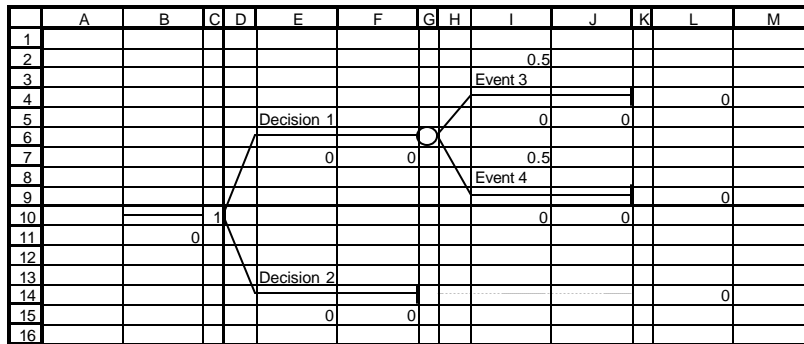 A B C D E F G H I J K L M
1
2 0.5
3 Event 3
4 0
5 Decision 1 0 0
6
7 0 0 0.5
8 Event 4
9 0
10 1 0 0
11 0
12
13 Decision 2
14 0
15 0 0
16